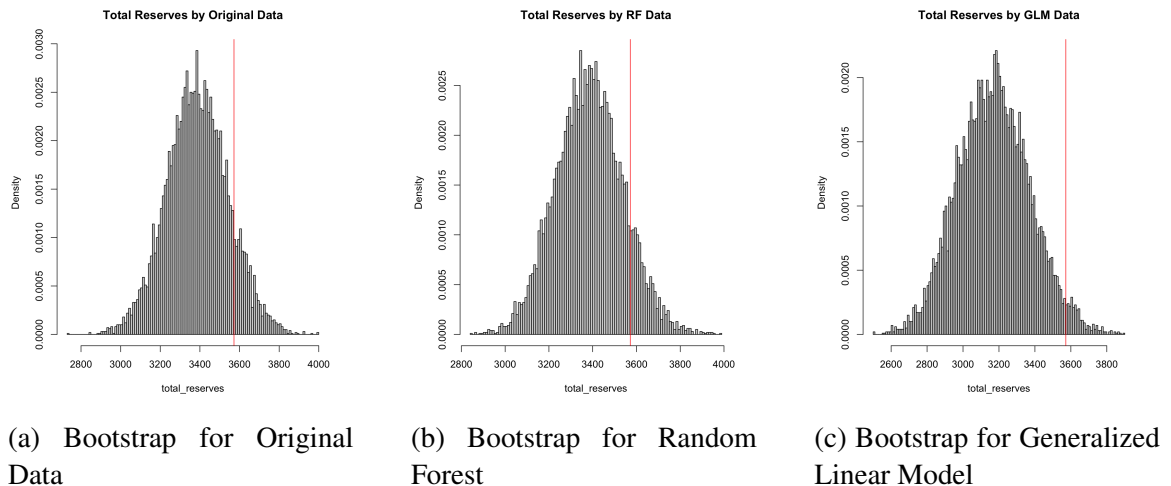 Total Reserves by Original Data
Density
0.0000 0.0005 0.0010 0.0015 0.0020 0.0025 0.0030
2800 3000 3200 3400 3600 3800 4000
total_reserves
(a) Bootstrap for Original
Data
Total Reserves by RF Data
Density
0.0000 0.0005 0.0010 0.0015 0.0020 0.0025
2800 3000 3200 3400 3600 3800 4000
total_reserves
(b) Bootstrap for Random
Forest
Total Reserves by GLM Data
Density
0.0000 0.0005 0.0010 0.0015 0.0020
2600 2800 3000 3200 3400 3600 3800
total_reserves
(c) Bootstrap for Generalized
Linear Model